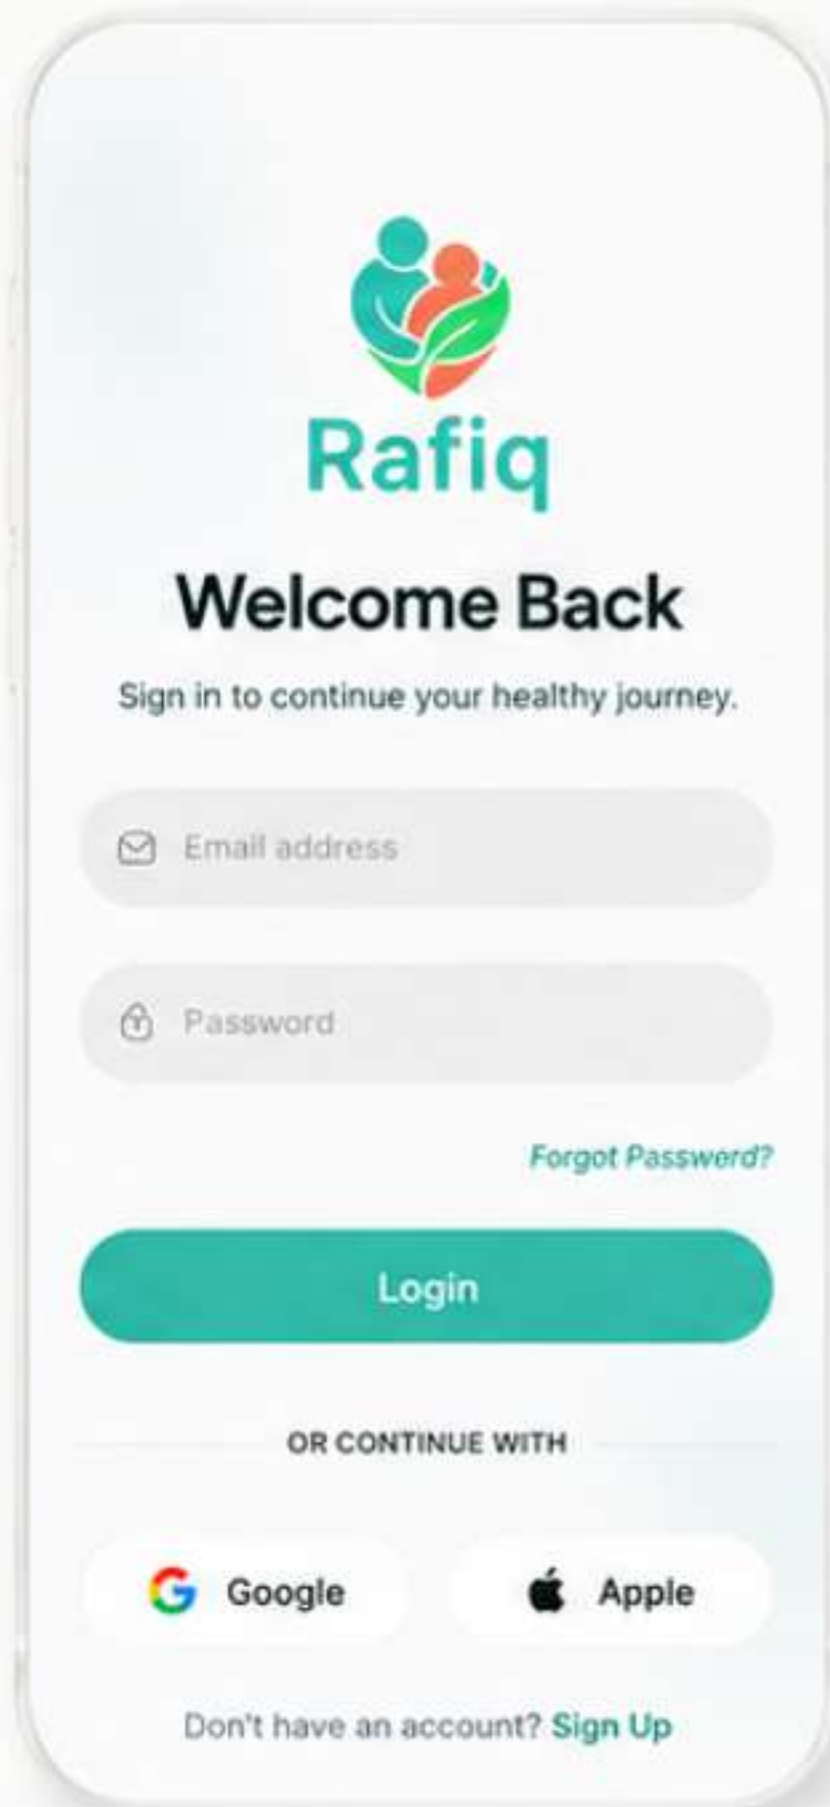 Rafiq
Welcome Back
Sign in to continue your healthy journey.
Email address
Password
Forgot Passwerd?
Login
OR CONTINUE WITH
Google
Apple
Don't have an account? Sign Up